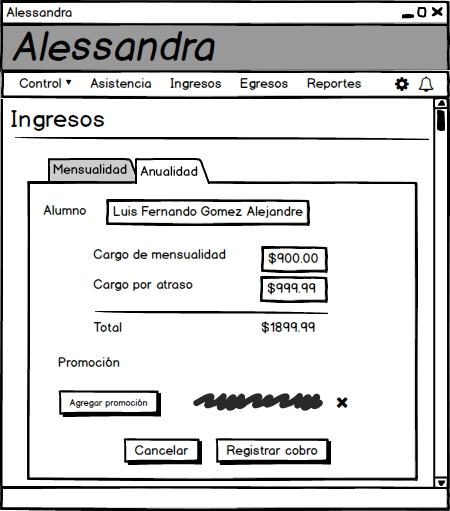 Alessandra
Alessandra
Control Asistencia Ingresos Egresos Reportes
Ingresos
Mensualidad Anualidad
Alumno Luis Fernando Gomez Alejandre
Cargo de mensualidad $900.00
Cargo por atraso $999.99
Total $1899.99
Promoción
Agregar promoción
Cancelar Registrar cobro